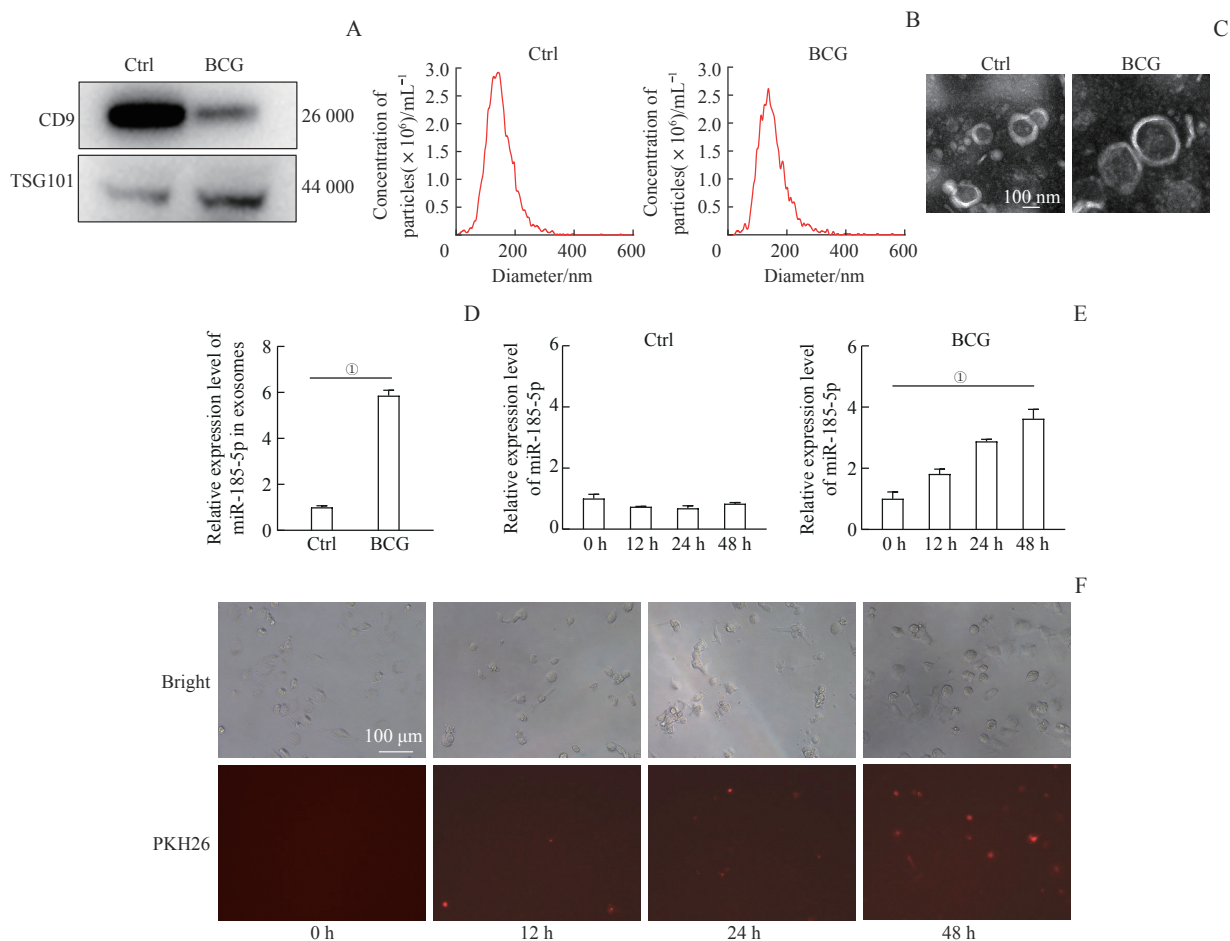 A
Ctrl BCG
CD9
26 000
TSG101
44 000
B
Ctrl
Concentration of
particles(×10⁶)/mL⁻¹
3.0
2.5
2.0
1.5
1.0
0.5
0 200 400 600
Diameter/nm
BCG
Concentration of
particles(×10⁶)/mL⁻¹
3.0
2.5
2.0
1.5
1.0
0.5
0 200 400 600
Diameter/nm
C
Ctrl
BCG
100 nm
D
Relative expression level of
miR-185-5p in exosomes
8
6
4
2
0
①
Ctrl BCG
E
Ctrl
Relative expression level
of miR-185-5p
6
4
2
0
0 h 12 h 24 h 48 h
BCG
Relative expression level
of miR-185-5p
6
4
2
0
①
0 h 12 h 24 h 48 h
F
Bright
100 μm
PKH26
0 h 12 h 24 h 48 h